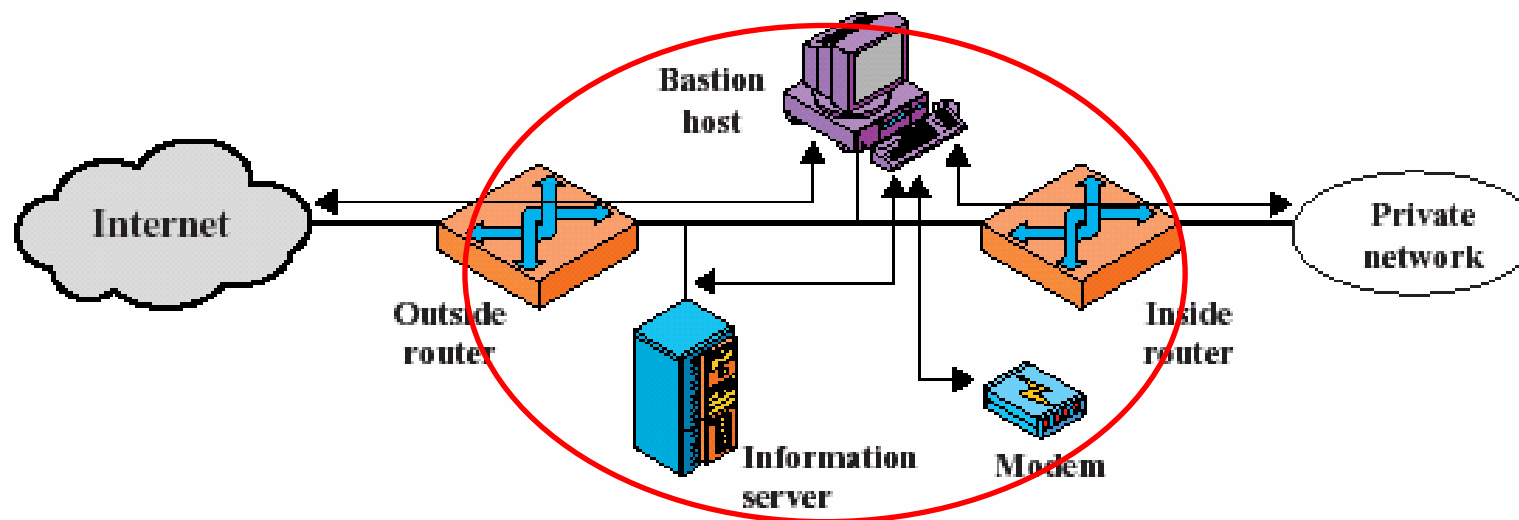 Bastion
host
Internet
Private
network
Outside
router
Inside
router
Information
server
Modem